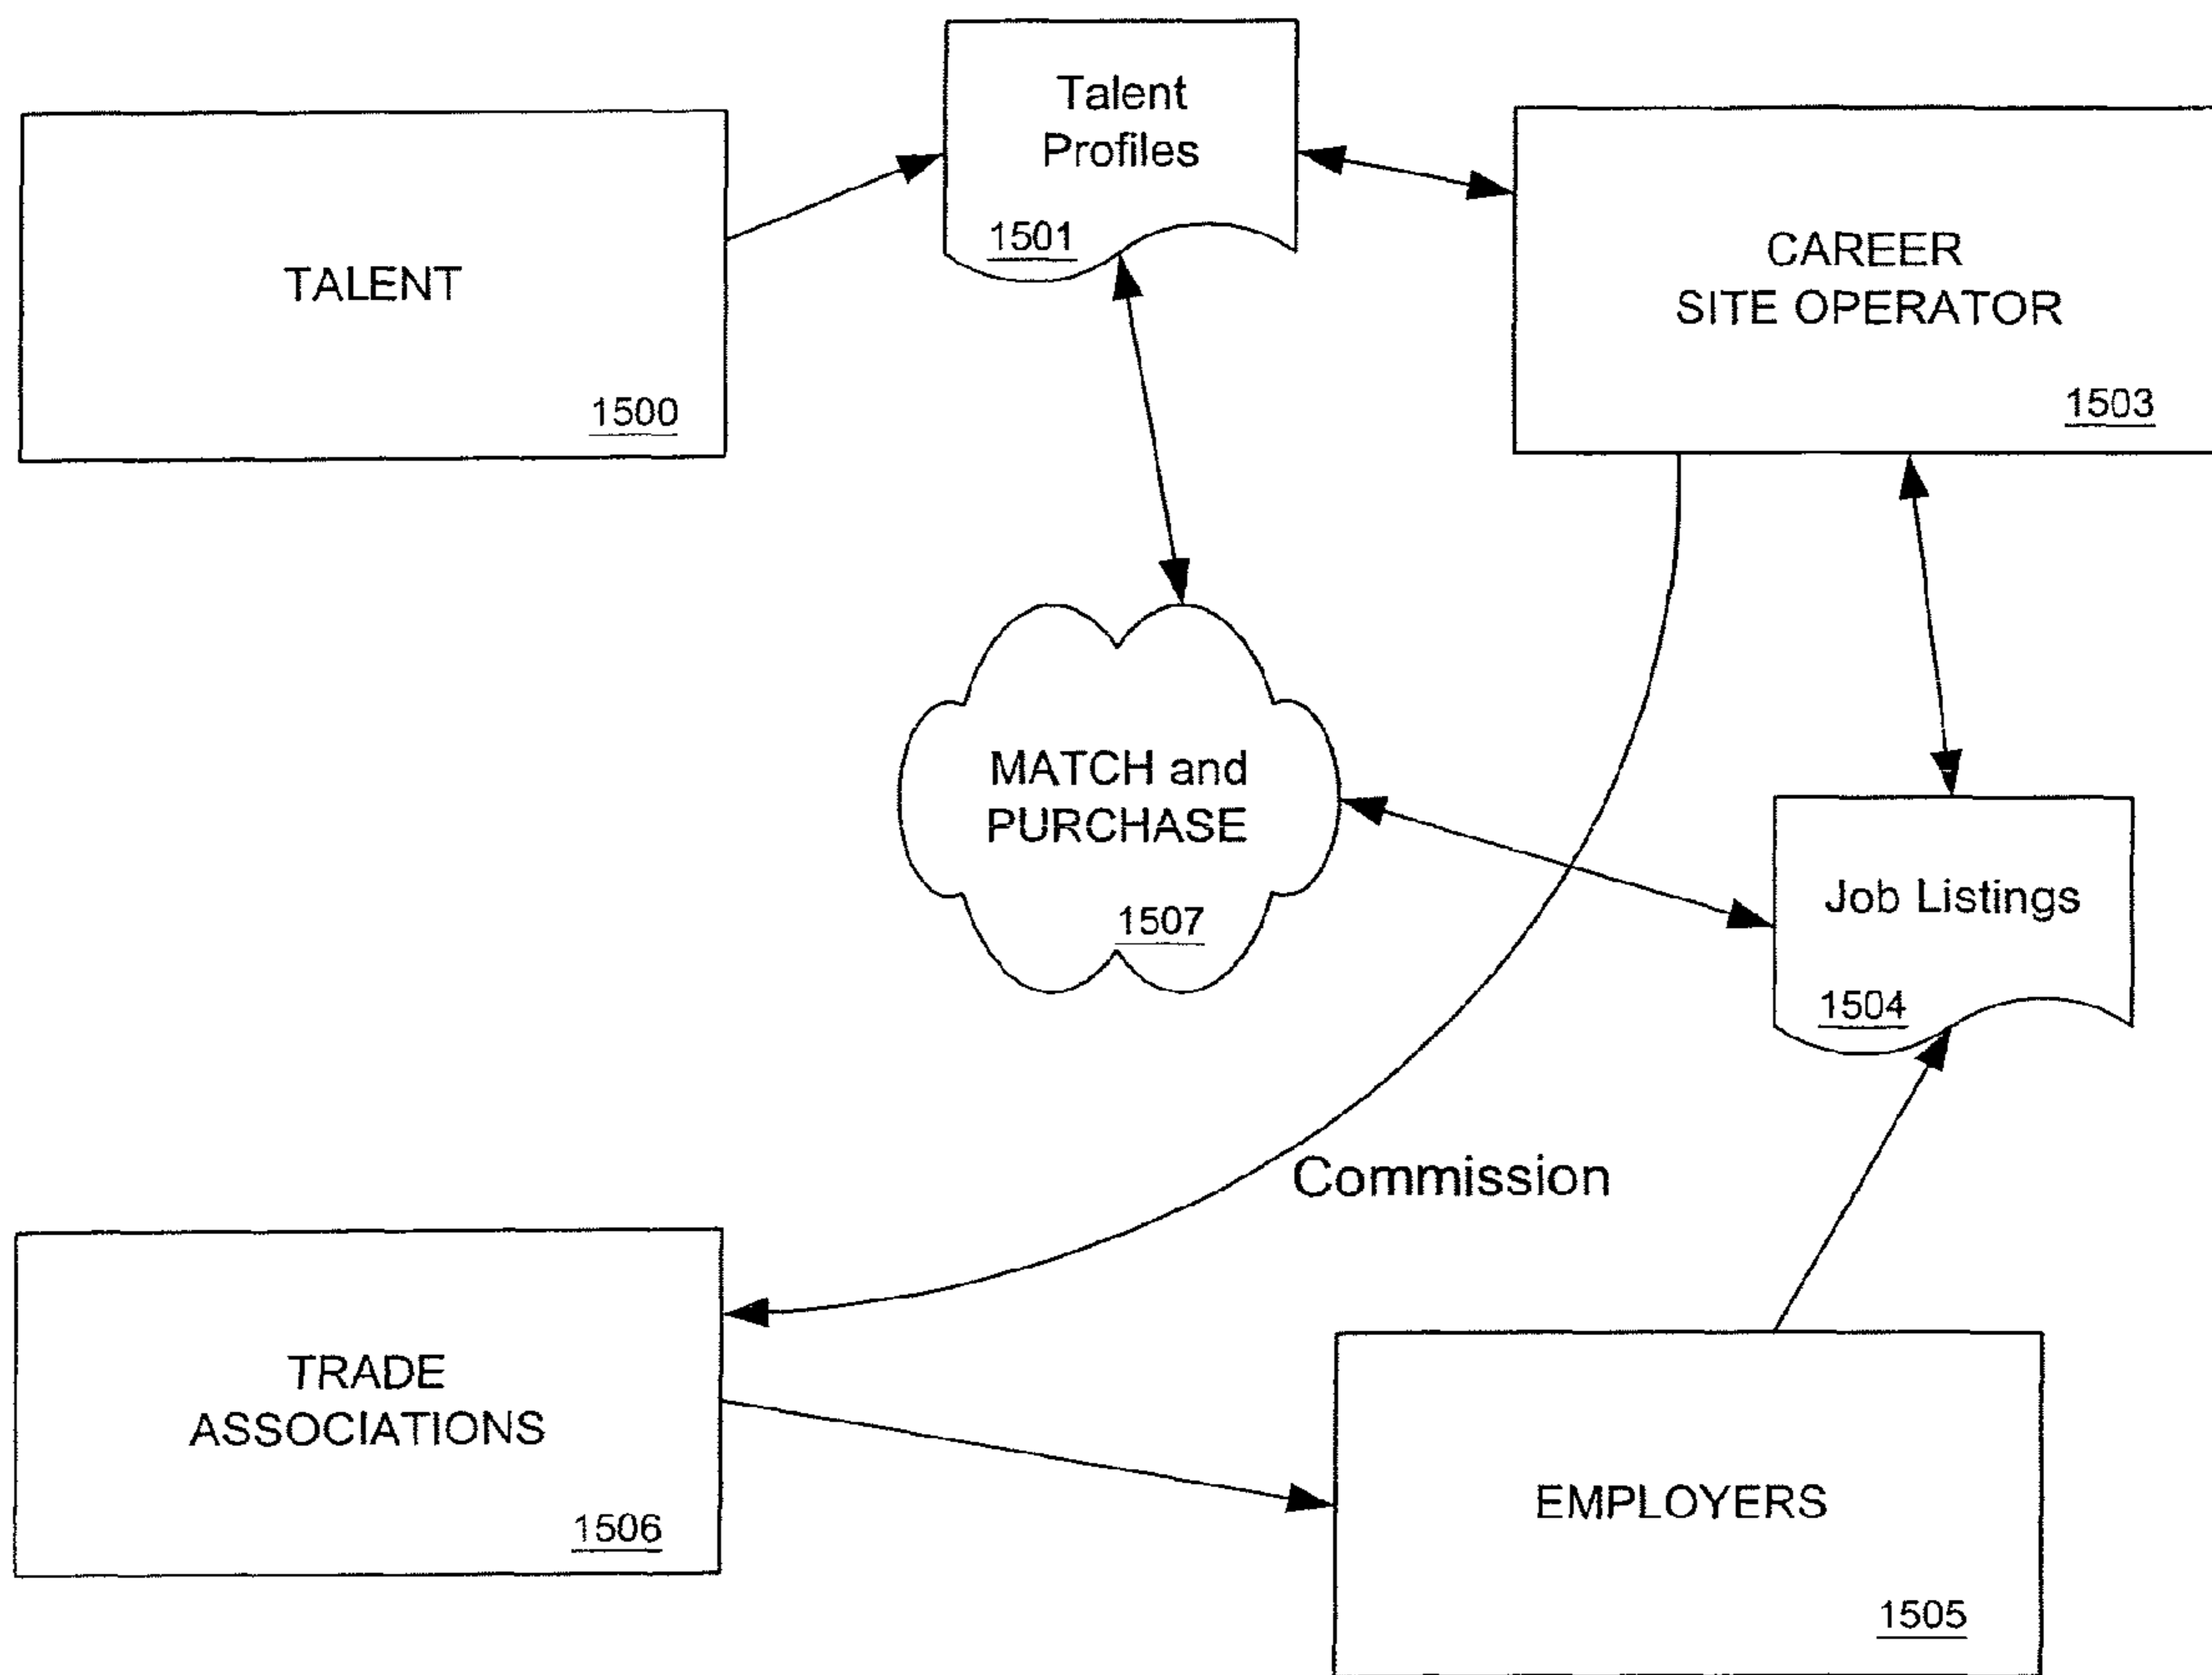 Talent
Profiles
1501
TALENT
1500
CAREER
SITE OPERATOR
1503
MATCH and
PURCHASE
1507
Job Listings
1504
Commission
TRADE
ASSOCIATIONS
1506
EMPLOYERS
1505